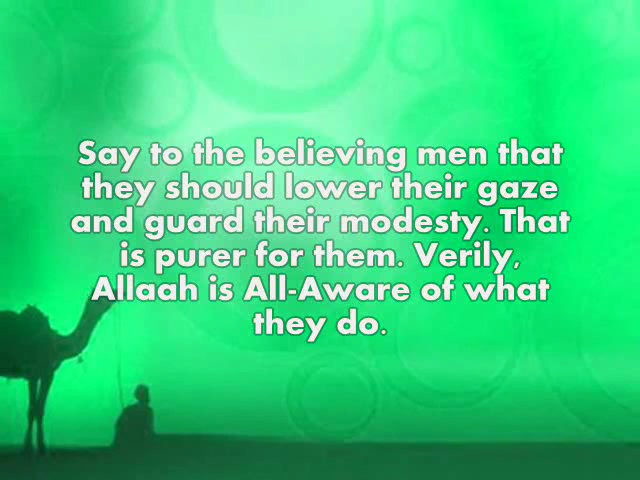 Say to the believing men that
they should lower their gaze
and guard their modesty. That
is purer for them. Verily,
Allaah is All-Aware of what
they do.